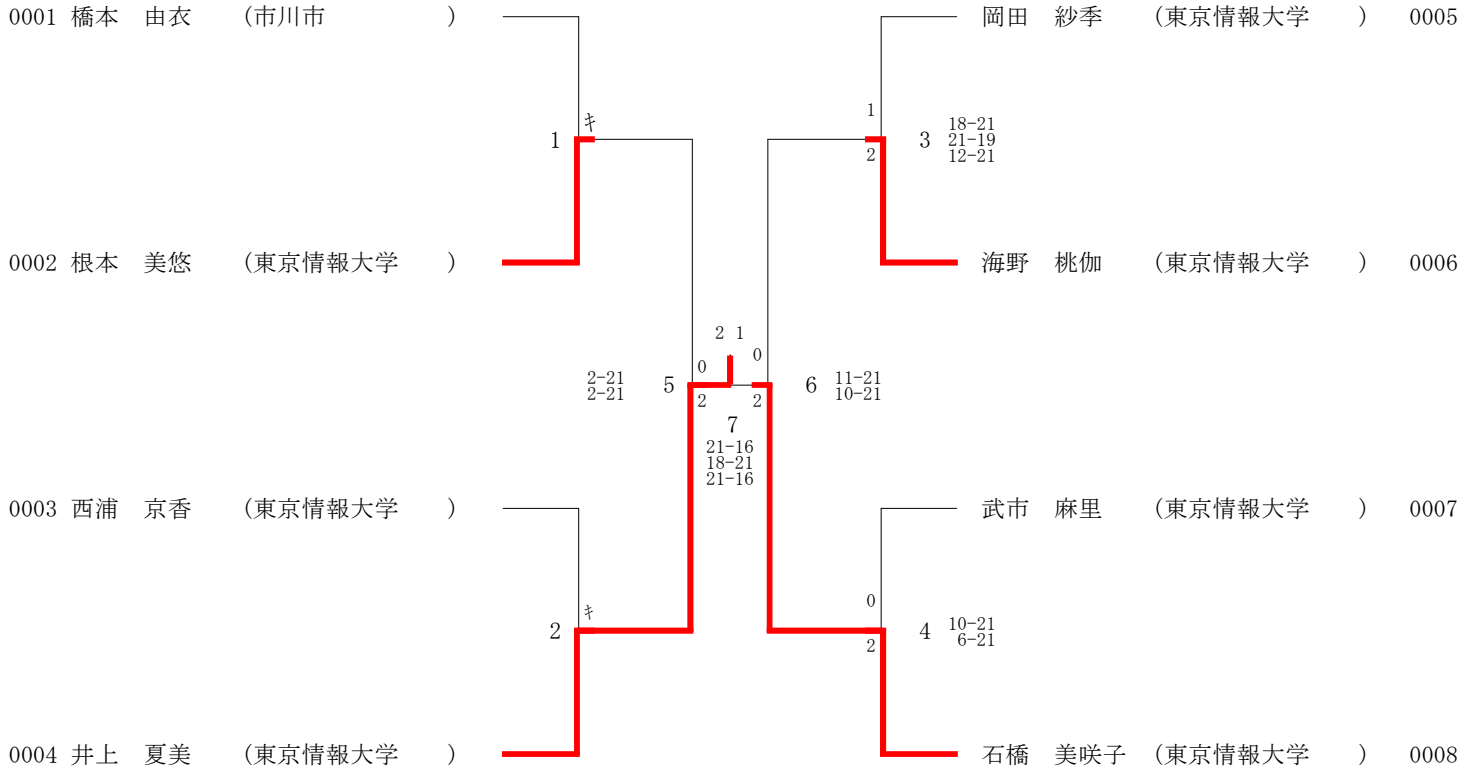 0001 橋本　由衣　（市川市　　　　）
岡田　紗季　（東京情報大学　　） 0005
ｷ
1
1
2
3
18-21
21-19
12-21
0002 根本　美悠　（東京情報大学　　）
海野　桃伽　（東京情報大学　　） 0006
2 1
2-21
2-21
5
0
2
0
2
6
11-21
10-21
7
21-16
18-21
21-16
0003 西浦　京香　（東京情報大学　　）
武市　麻里　（東京情報大学　　） 0007
ｷ
2
0
2
4
10-21
6-21
0004 井上　夏美　（東京情報大学　　）
石橋　美咲子（東京情報大学　　） 0008